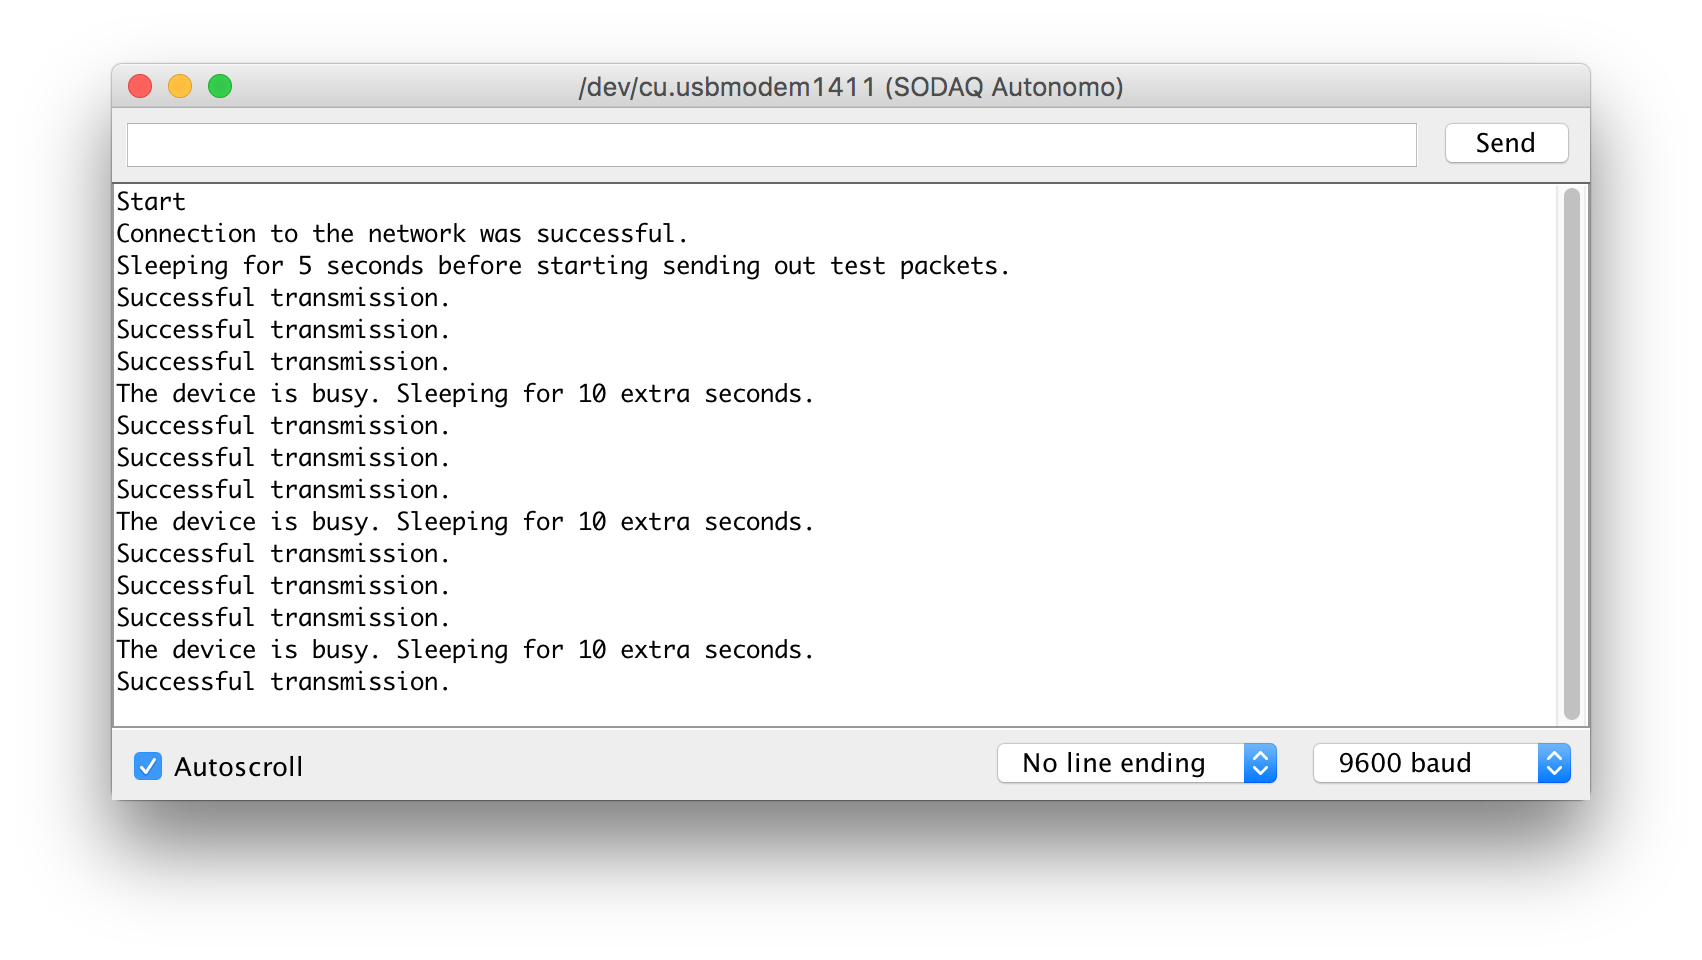 /dev/cu.usbmodem1411 (SODAQ Autonomo)
Send
Start
Connection to the network was successful.
Sleeping for 5 seconds before starting sending out test packets.
Successful transmission.
Successful transmission.
Successful transmission.
The device is busy. Sleeping for 10 extra seconds.
Successful transmission.
Successful transmission.
Successful transmission.
The device is busy. Sleeping for 10 extra seconds.
Successful transmission.
Successful transmission.
Successful transmission.
The device is busy. Sleeping for 10 extra seconds.
Successful transmission.
Autoscroll
No line ending
9600 baud